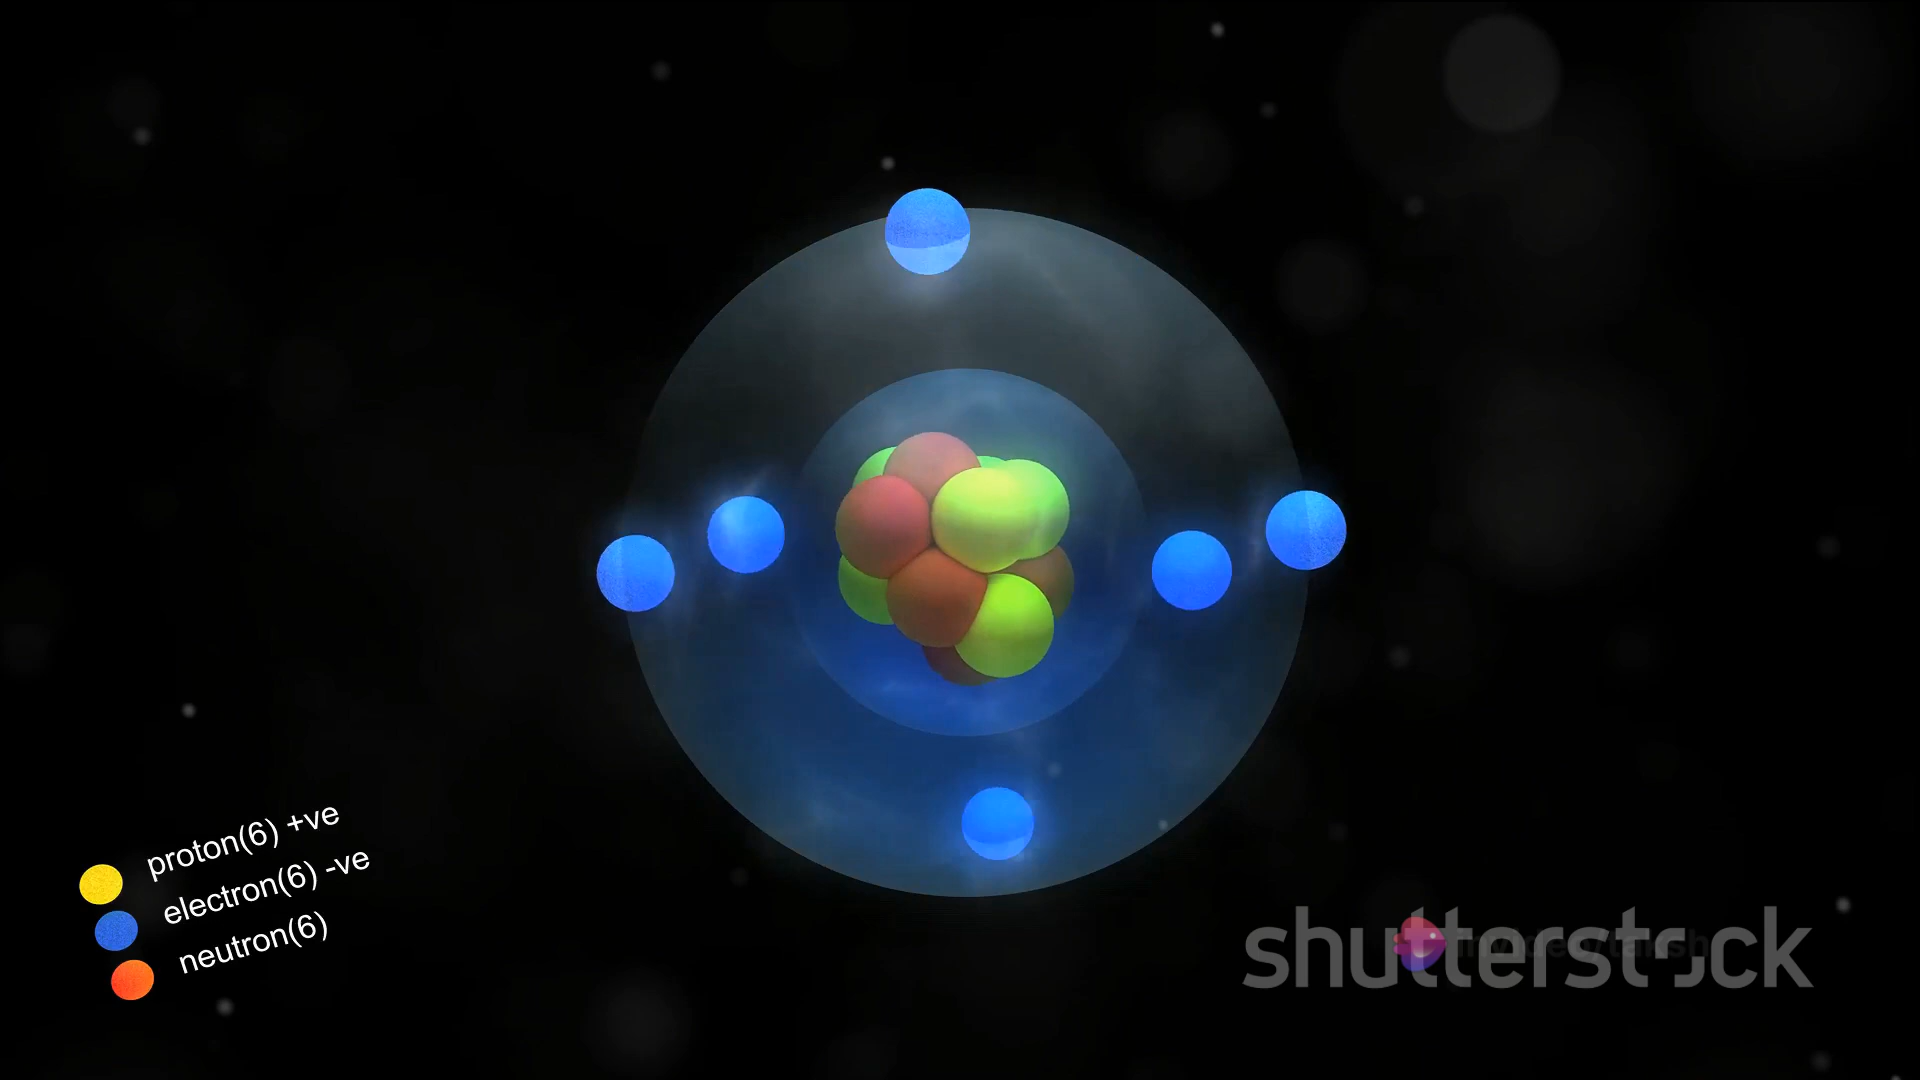 proton(6) +ve
electron(6) -ve
neutron(6)
shutterstock